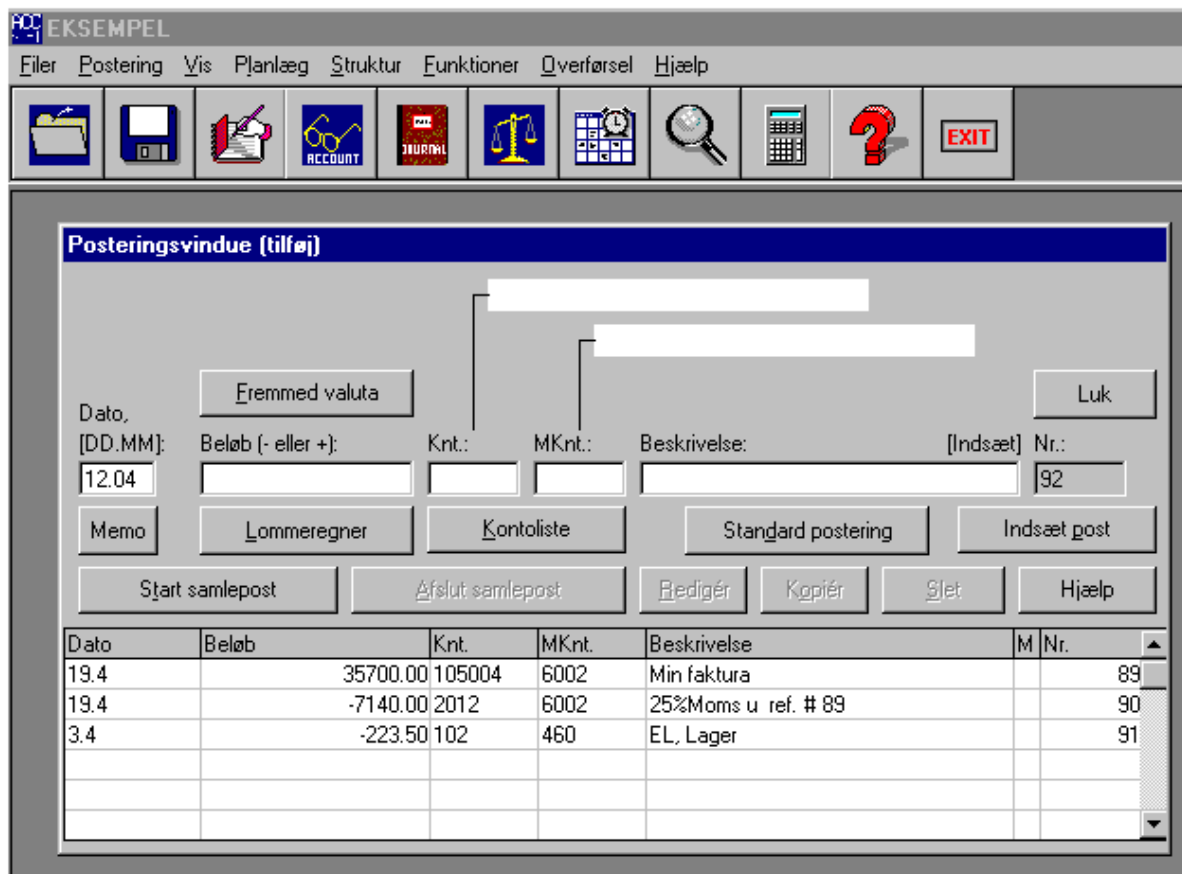 ACC
EKSEMPEL
Filer Postering Vis Planlæg Struktur Funktioner Overførsel Hjælp
ACCOUNT
JOURNAL
EXIT
Posteringsvindue (tilføj)
Fremmed valuta
Luk
Dato,
[DD.MM]: Beløb (- eller +): Knt.: MKnt.: Beskrivelse: [Indsæt] Nr.:
12.04 92
Memo Lommeregner Kontoliste Standard postering Indsæt post
Start samlepost Afslut samlepost Redigér Kopiér Slet Hjælp
Dato Beløb Knt. MKnt. Beskrivelse M Nr.
19.4 35700.00 105004 6002 Min faktura 89
19.4 -7140.00 2012 6002 25%Moms u ref. # 89 90
3.4 -223.50 102 460 EL, Lager 91